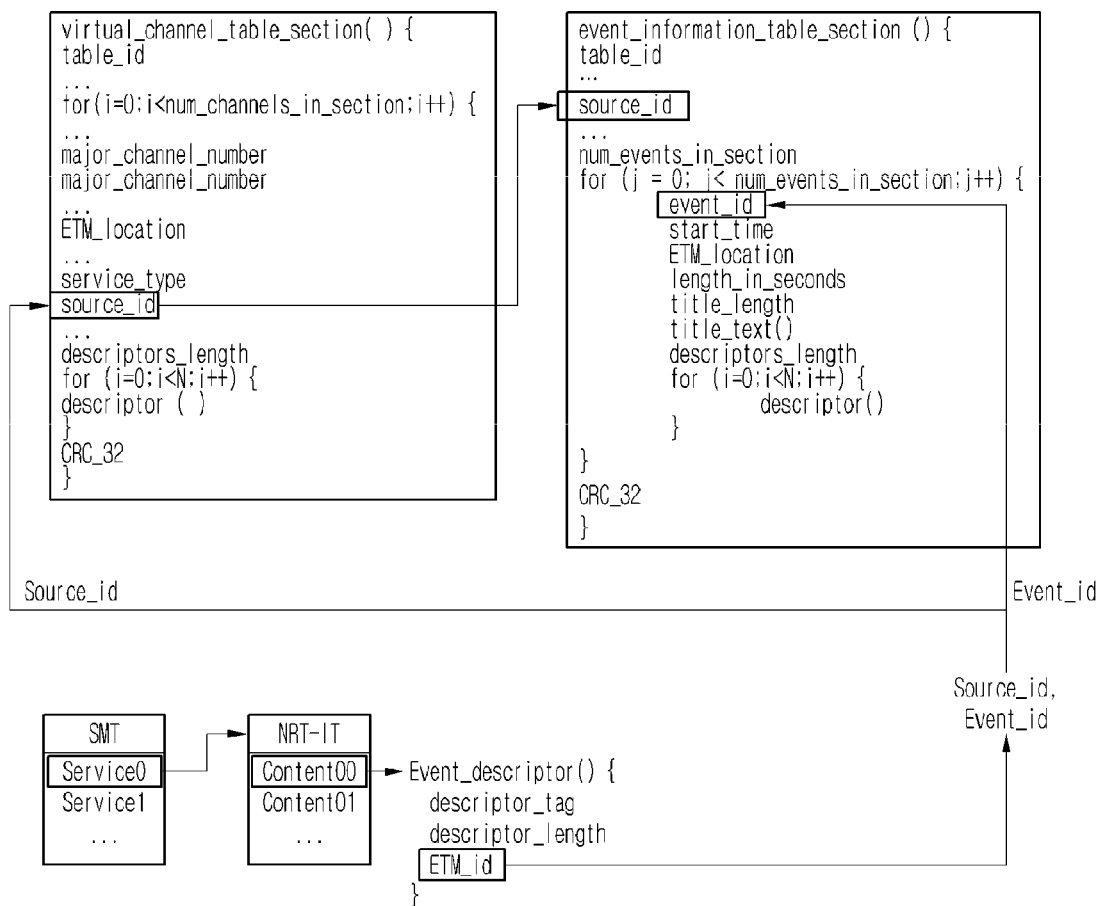 virtual_channel_table_section( ) {
table_id
...
for(i=0;i<num_channels_in_section;i++) {
...
major_channel_number
major_channel_number
...
ETM_location
...
service_type
source_id
...
descriptors_length
for (i=0;i<N;i++) {
descriptor ( )
}
CRC_32
}
event_information_table_section () {
table_id
...
source_id
...
num_events_in_section
for (j = 0; j< num_events_in_section;j++) {
event_id
start_time
ETM_location
length_in_seconds
title_length
title_text()
descriptors_length
for (i=0;i<N;i++) {
descriptor()
}
}
CRC_32
}
Source_id
Event_id
Source_id,
Event_id
SMT
Service0
Service1
...
NRT-IT
Content00
Content01
...
Event_descriptor() {
descriptor_tag
descriptor_length
ETM_id
}